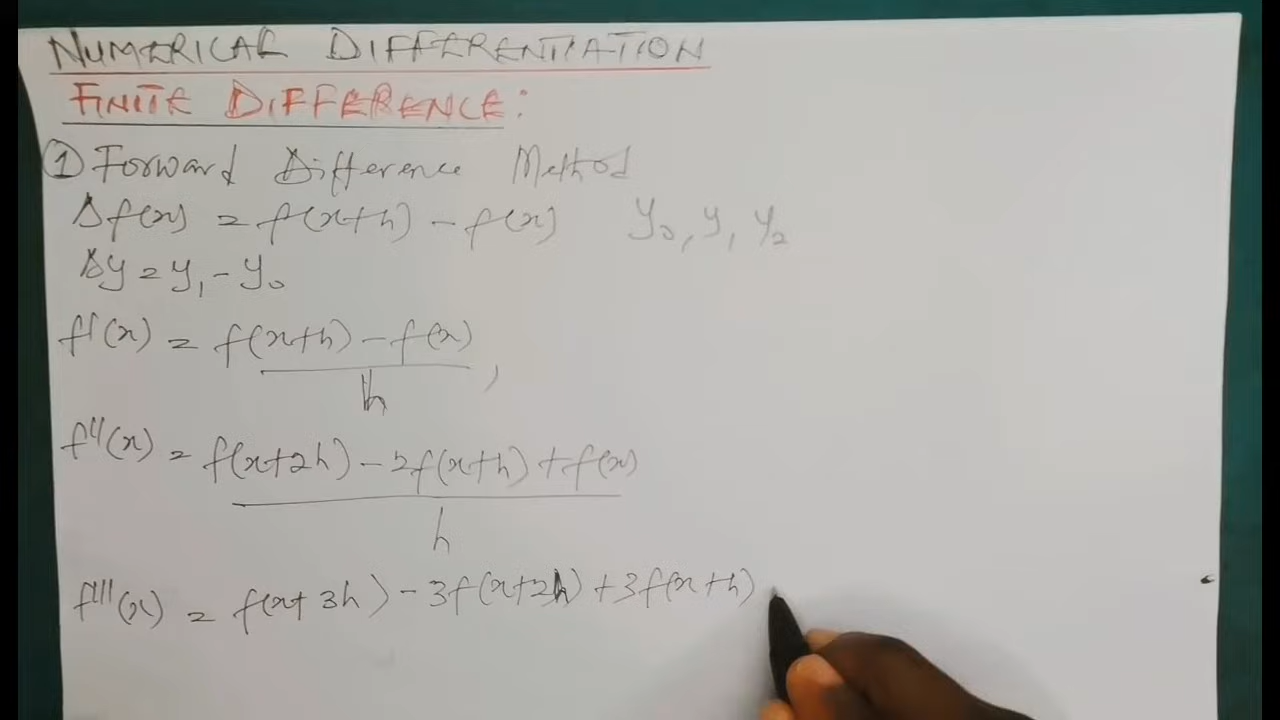 NUMERICAL DIFFERENTIATION
FINITE DIFFERENCE:
① Forward Difference Method
Δf(x) = f(x+h) - f(x)   y₀, y₁ y₂
Δy = y₁ - y₀
f'(x) = f(x+h) - f(x)
h ,
f''(x) = f(x+2h) - 2f(x+h) + f(x)
h
f'''(x) = f(x+3h) - 3f(x+2h) + 3f(x+h)